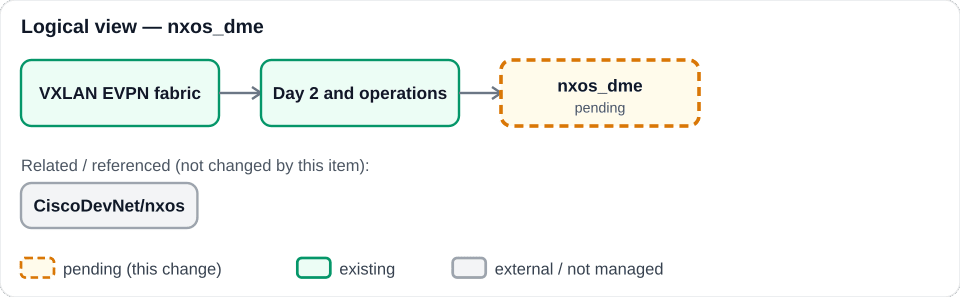 Logical view — nxos_dme
VXLAN EVPN fabric
Day 2 and operations
nxos_dme
pending
Related / referenced (not changed by this item):
CiscoDevNet/nxos
pending (this change)
existing
external / not managed